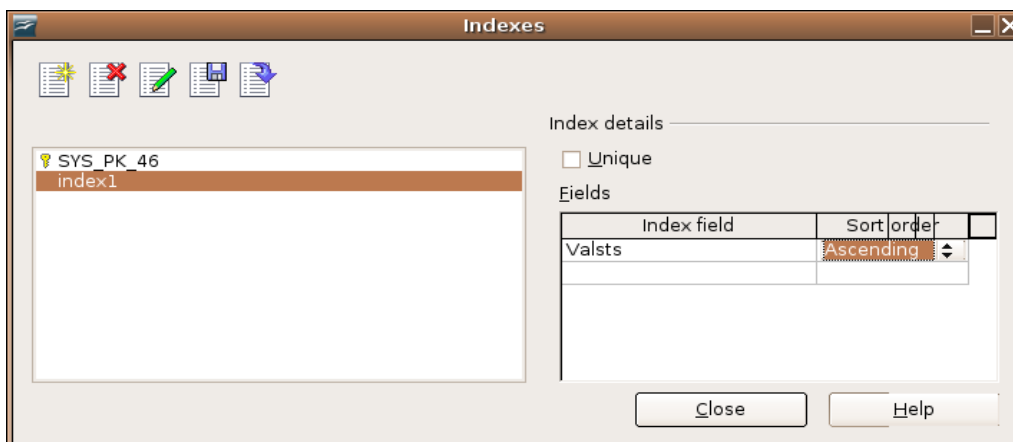 Indexes
Index details
SYS_PK_46
index1
Unique
Fields
Index field Sort order
Valsts Ascending
Close Help